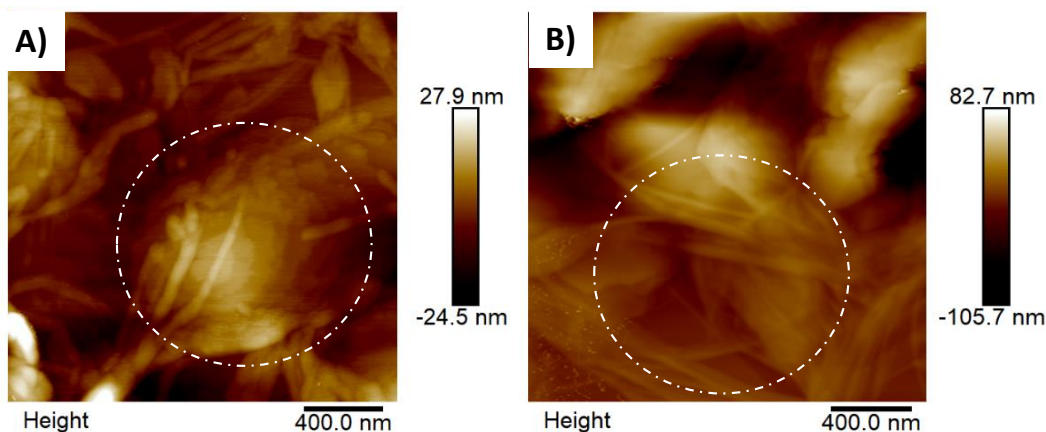 A)
27.9 nm
-24.5 nm
Height
400.0 nm
B)
82.7 nm
-105.7 nm
Height
400.0 nm